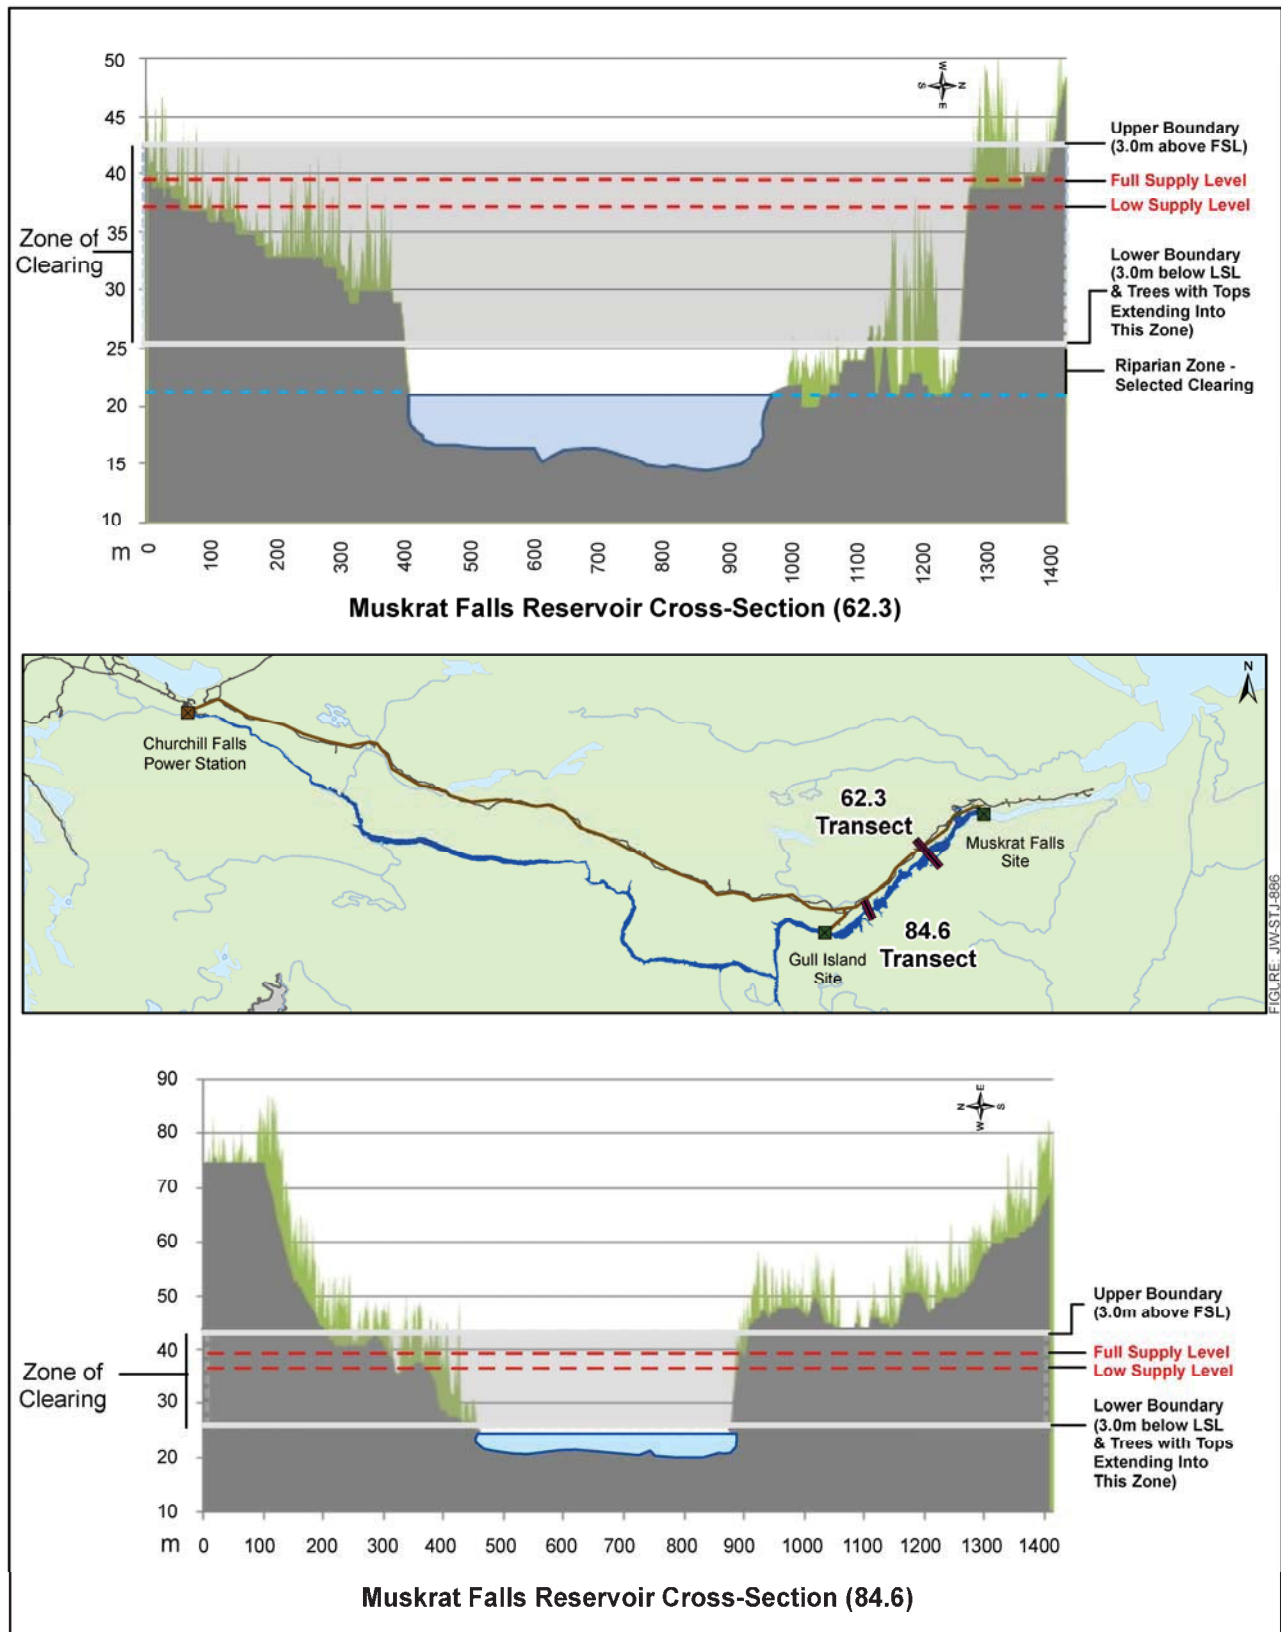 50
45
40
35
30
25
20
15
10
Zone of
Clearing
W
S
N
E
Upper Boundary
(3.0m above FSL)
Full Supply Level
Low Supply Level
Lower Boundary
(3.0m below LSL
& Trees with Tops
Extending Into
This Zone)
Riparian Zone -
Selected Clearing
m 0 100 200 300 400 500 600 700 800 900 1000 1100 1200 1300 1400
Muskrat Falls Reservoir Cross-Section (62.3)
N
Churchill Falls
Power Station
62.3
Transect
Muskrat Falls
Site
84.6
Transect
Gull Island
Site
FIGURE: JW-STJ-886
90
80
70
60
50
40
30
20
10
Zone of
Clearing
E
N
S
W
Upper Boundary
(3.0m above FSL)
Full Supply Level
Low Supply Level
Lower Boundary
(3.0m below LSL
& Trees with Tops
Extending Into
This Zone)
m 0 100 200 300 400 500 600 700 800 900 1000 1100 1200 1300 1400
Muskrat Falls Reservoir Cross-Section (84.6)